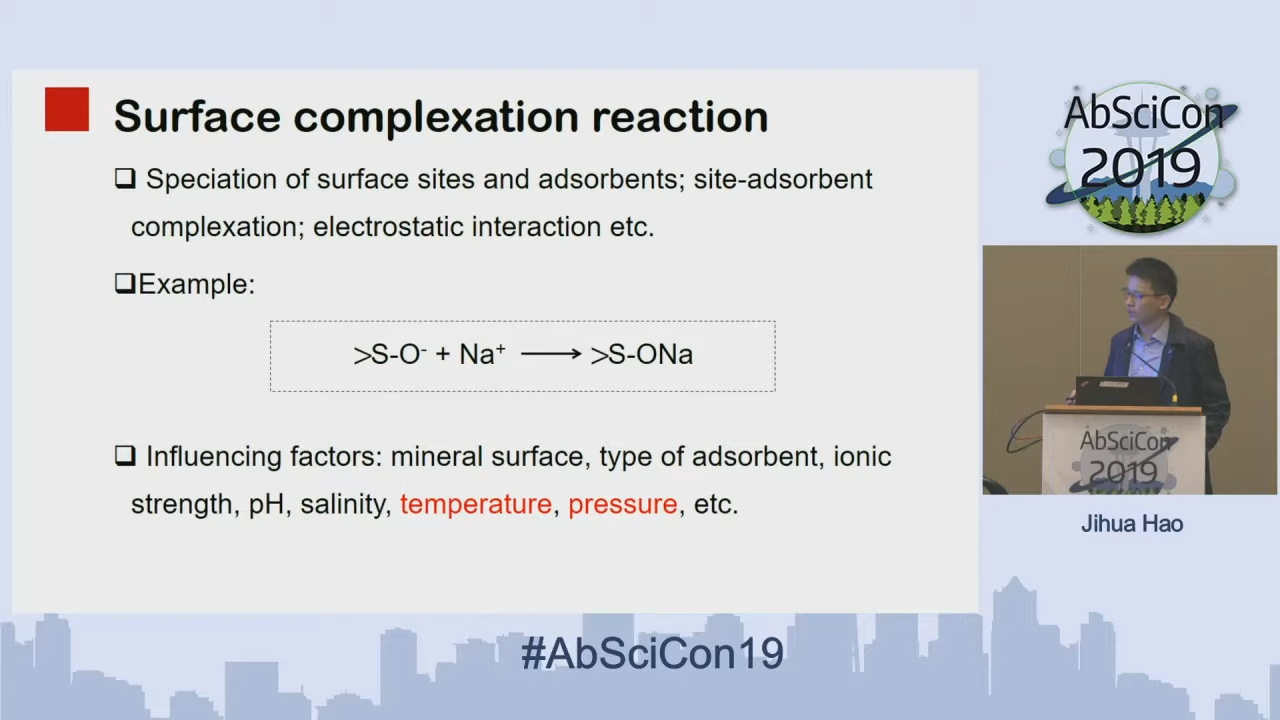 Surface complexation reaction
❑ Speciation of surface sites and adsorbents; site-adsorbent
complexation; electrostatic interaction etc.
❑Example:
>S-O⁻ + Na⁺ ⟶ >S-ONa
❑ Influencing factors: mineral surface, type of adsorbent, ionic
strength, pH, salinity, temperature, pressure, etc.
AbSciCon
2019
AbSciCon
2019
Jihua Hao
#AbSciCon19